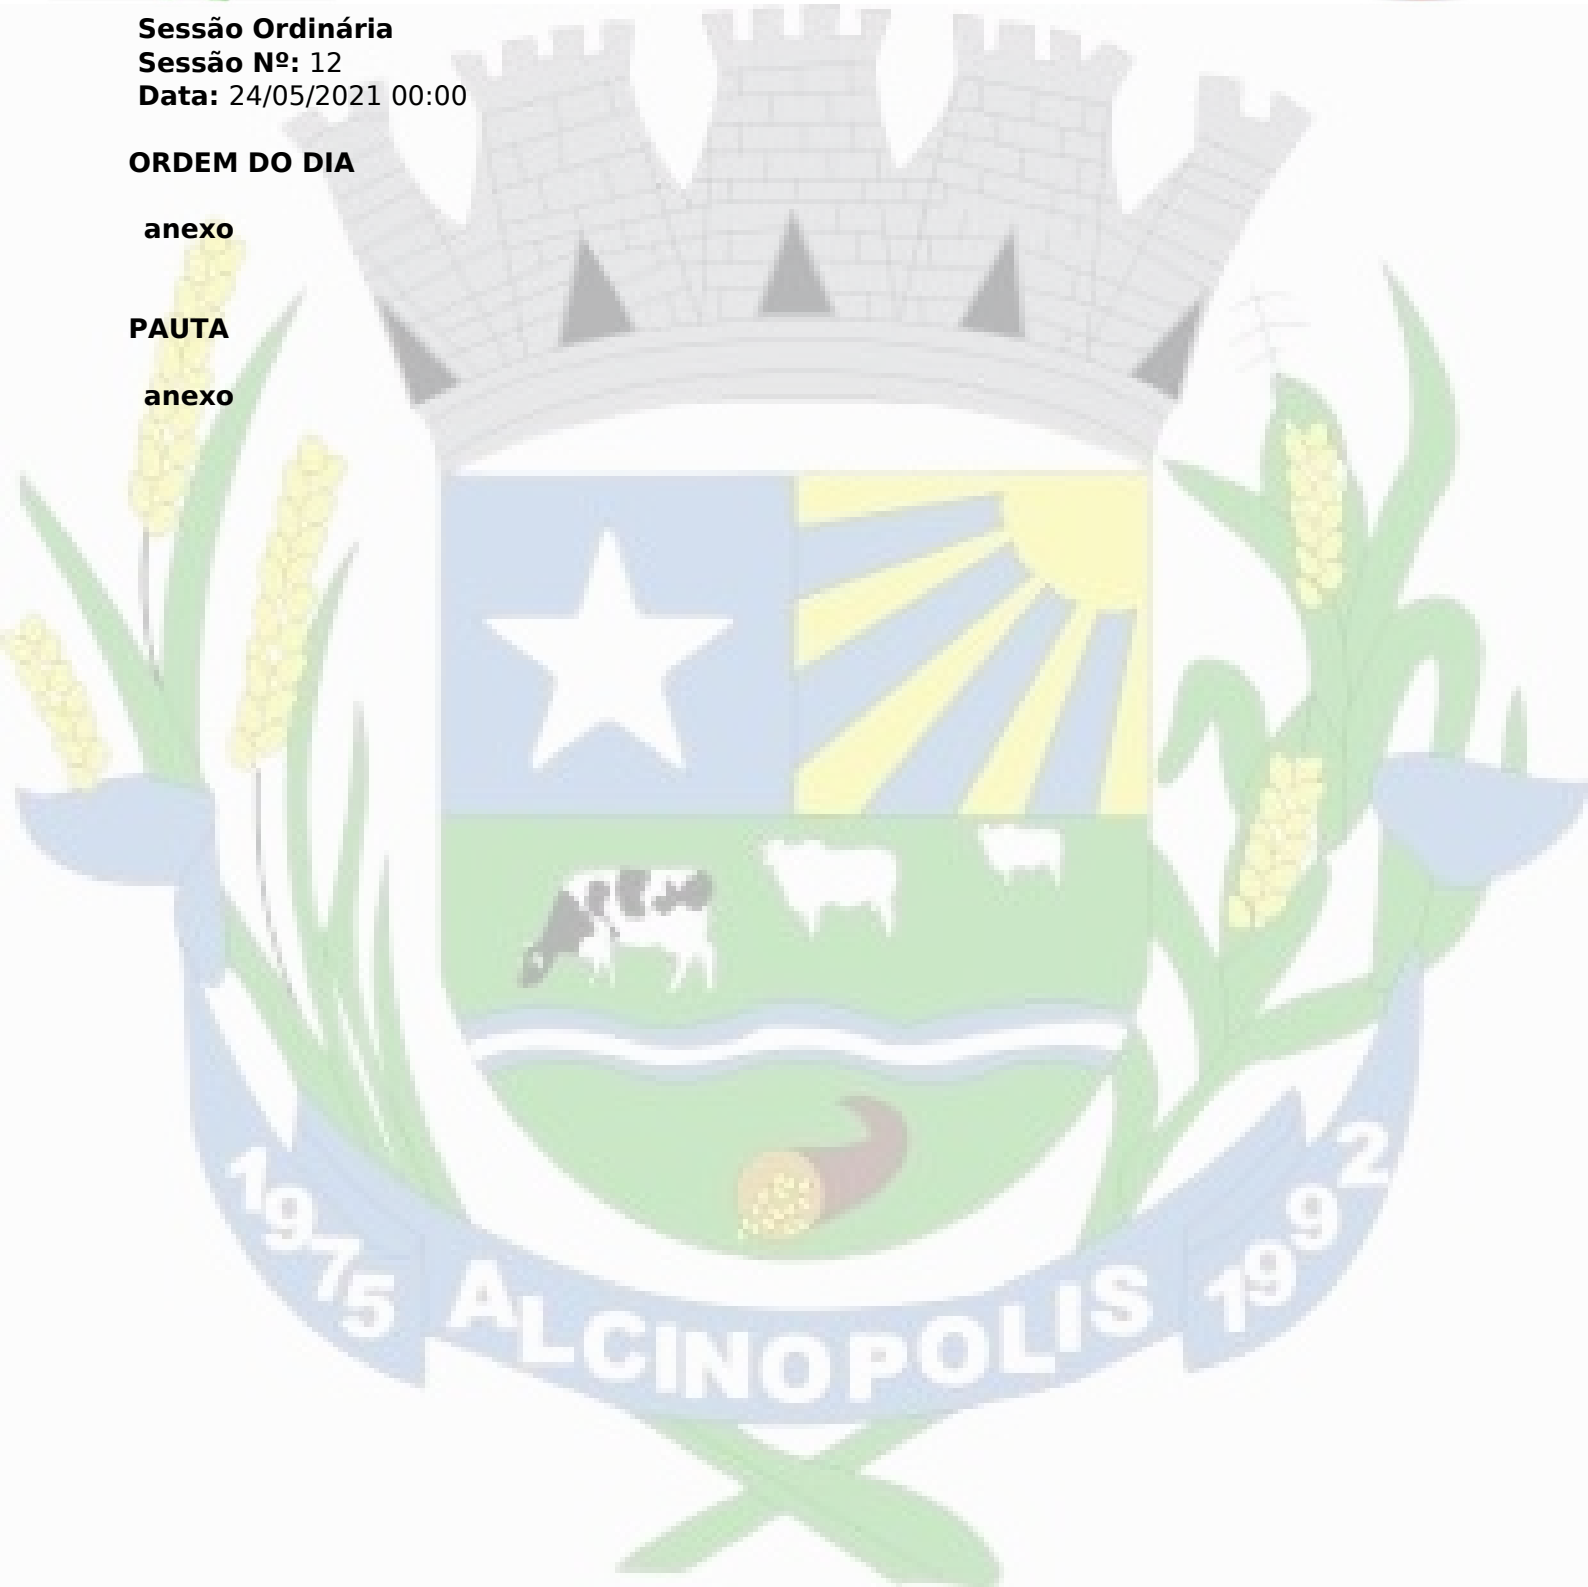 Sessão Ordinária
Sessão Nº: 12
Data: 24/05/2021 00:00
ORDEM DO DIA
anexo
PAUTA
anexo
1975 ALCINOPOLIS 1992